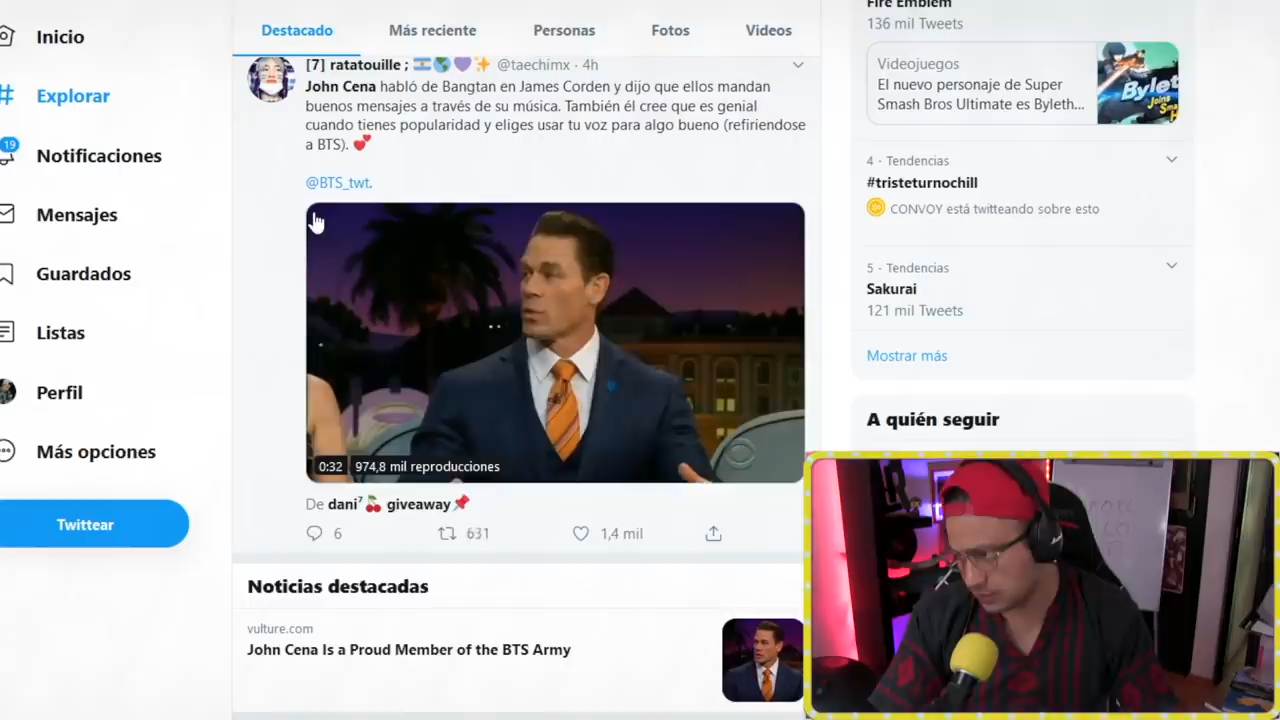 Inicio
Explorar
19
Notificaciones
Mensajes
Guardados
Listas
Perfil
Más opciones
Twittear
Destacado
Más reciente
Personas
Fotos
Videos
[7] ratatouille ; 🇦🇷🌎💜✨ @taechimx · 4h
John Cena habló de Bangtan en James Corden y dijo que ellos mandan
buenos mensajes a través de su música. También él cree que es genial
cuando tienes popularidad y eliges usar tu voz para algo bueno (refiriendose
a BTS). 💕
@BTS_twt.
0:32 974,8 mil reproducciones
De dani⁷🍒 giveaway📌
6 631 1,4 mil
Noticias destacadas
vulture.com
John Cena Is a Proud Member of the BTS Army
Fire Emblem
136 mil Tweets
Videojuegos
El nuevo personaje de Super
Smash Bros Ultimate es Byleth...
Bylet
Joins
4 · Tendencias
#tristeturnochill
CONVOY está twitteando sobre esto
5 · Tendencias
Sakurai
121 mil Tweets
Mostrar más
A quién seguir